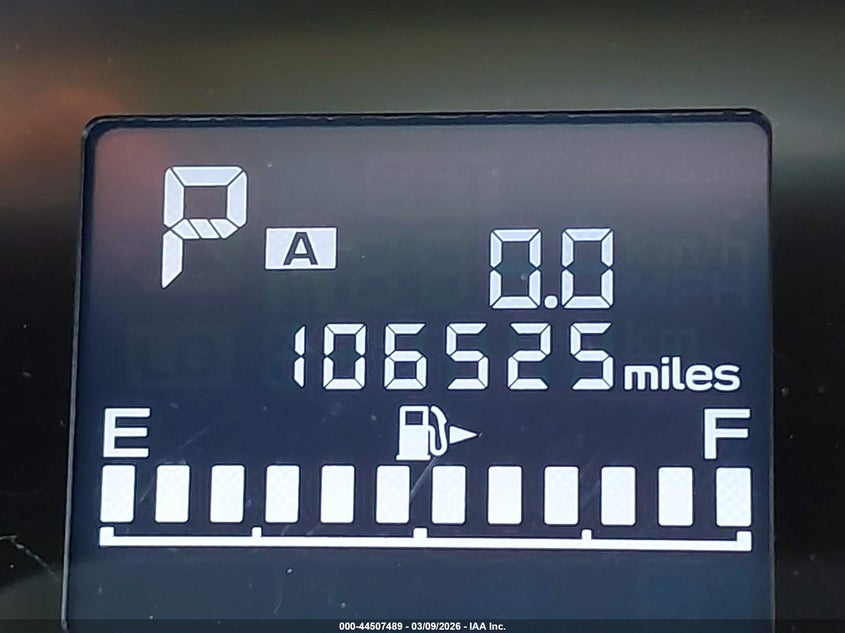 P A 0.0
106525 miles
E F
000-44507489 - 03/09/2026 - IAA Inc.